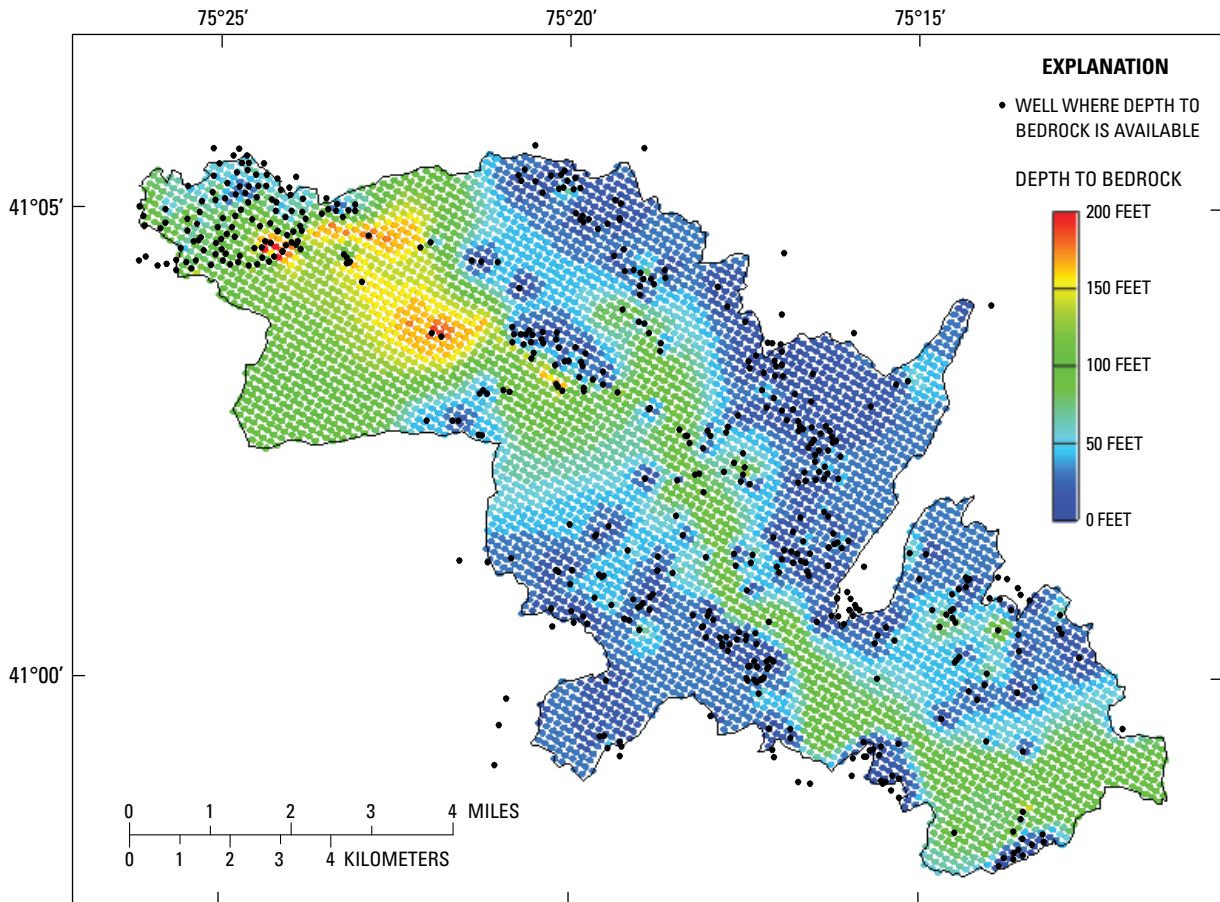 75°25′ 75°20′ 75°15′
EXPLANATION
WELL WHERE DEPTH TO
BEDROCK IS AVAILABLE
DEPTH TO BEDROCK
41°05′
200 FEET
150 FEET
100 FEET
50 FEET
0 FEET
41°00′
0 1 2 3 4 MILES
0 1 2 3 4 KILOMETERS